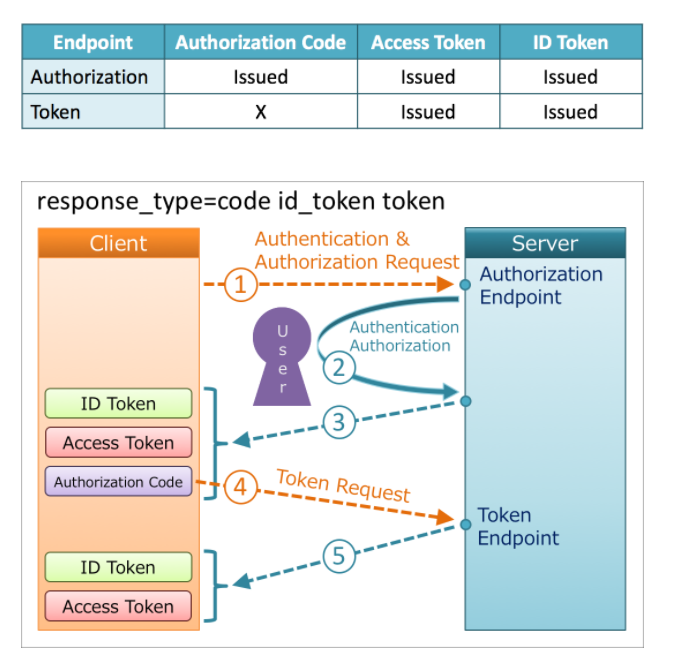 Endpoint Authorization Code Access Token ID Token
Authorization Issued Issued Issued
Token X Issued Issued
response_type=code id_token token
Client
Authentication &
Authorization Request
Server
1
Authorization
Endpoint
User
Authentication
Authorization
2
ID Token
3
Access Token
Authorization Code
4
Token Request
Token
Endpoint
5
ID Token
Access Token